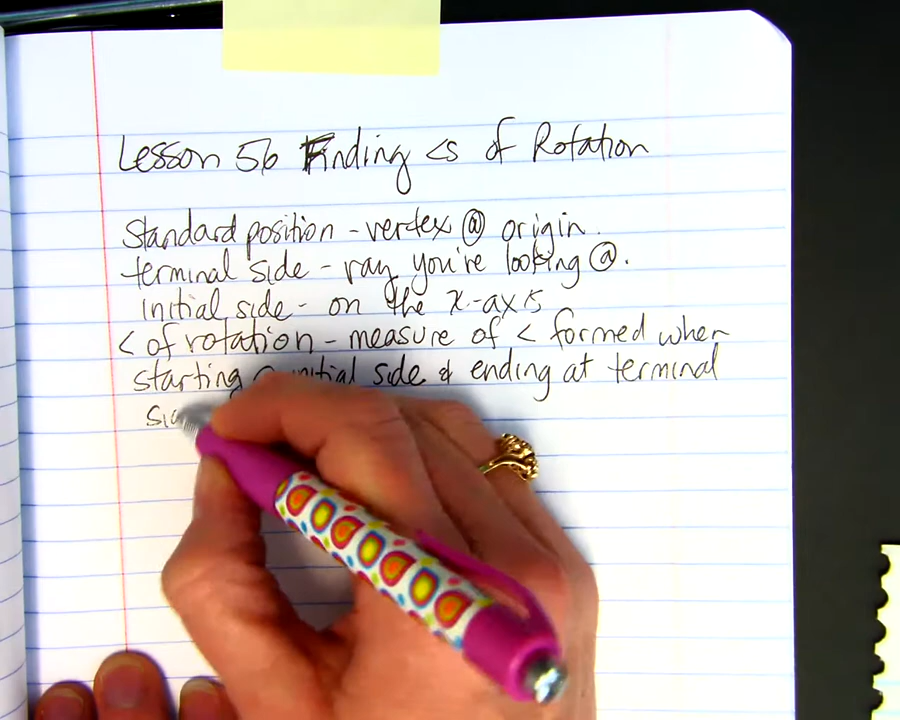 Lesson 56 Finding <s of Rotation
Standard position - vertex @ origin.
terminal side - ray you're looking @.
initial side - on the x-axis
< of rotation - measure of < formed when
starting @ initial side & ending at terminal